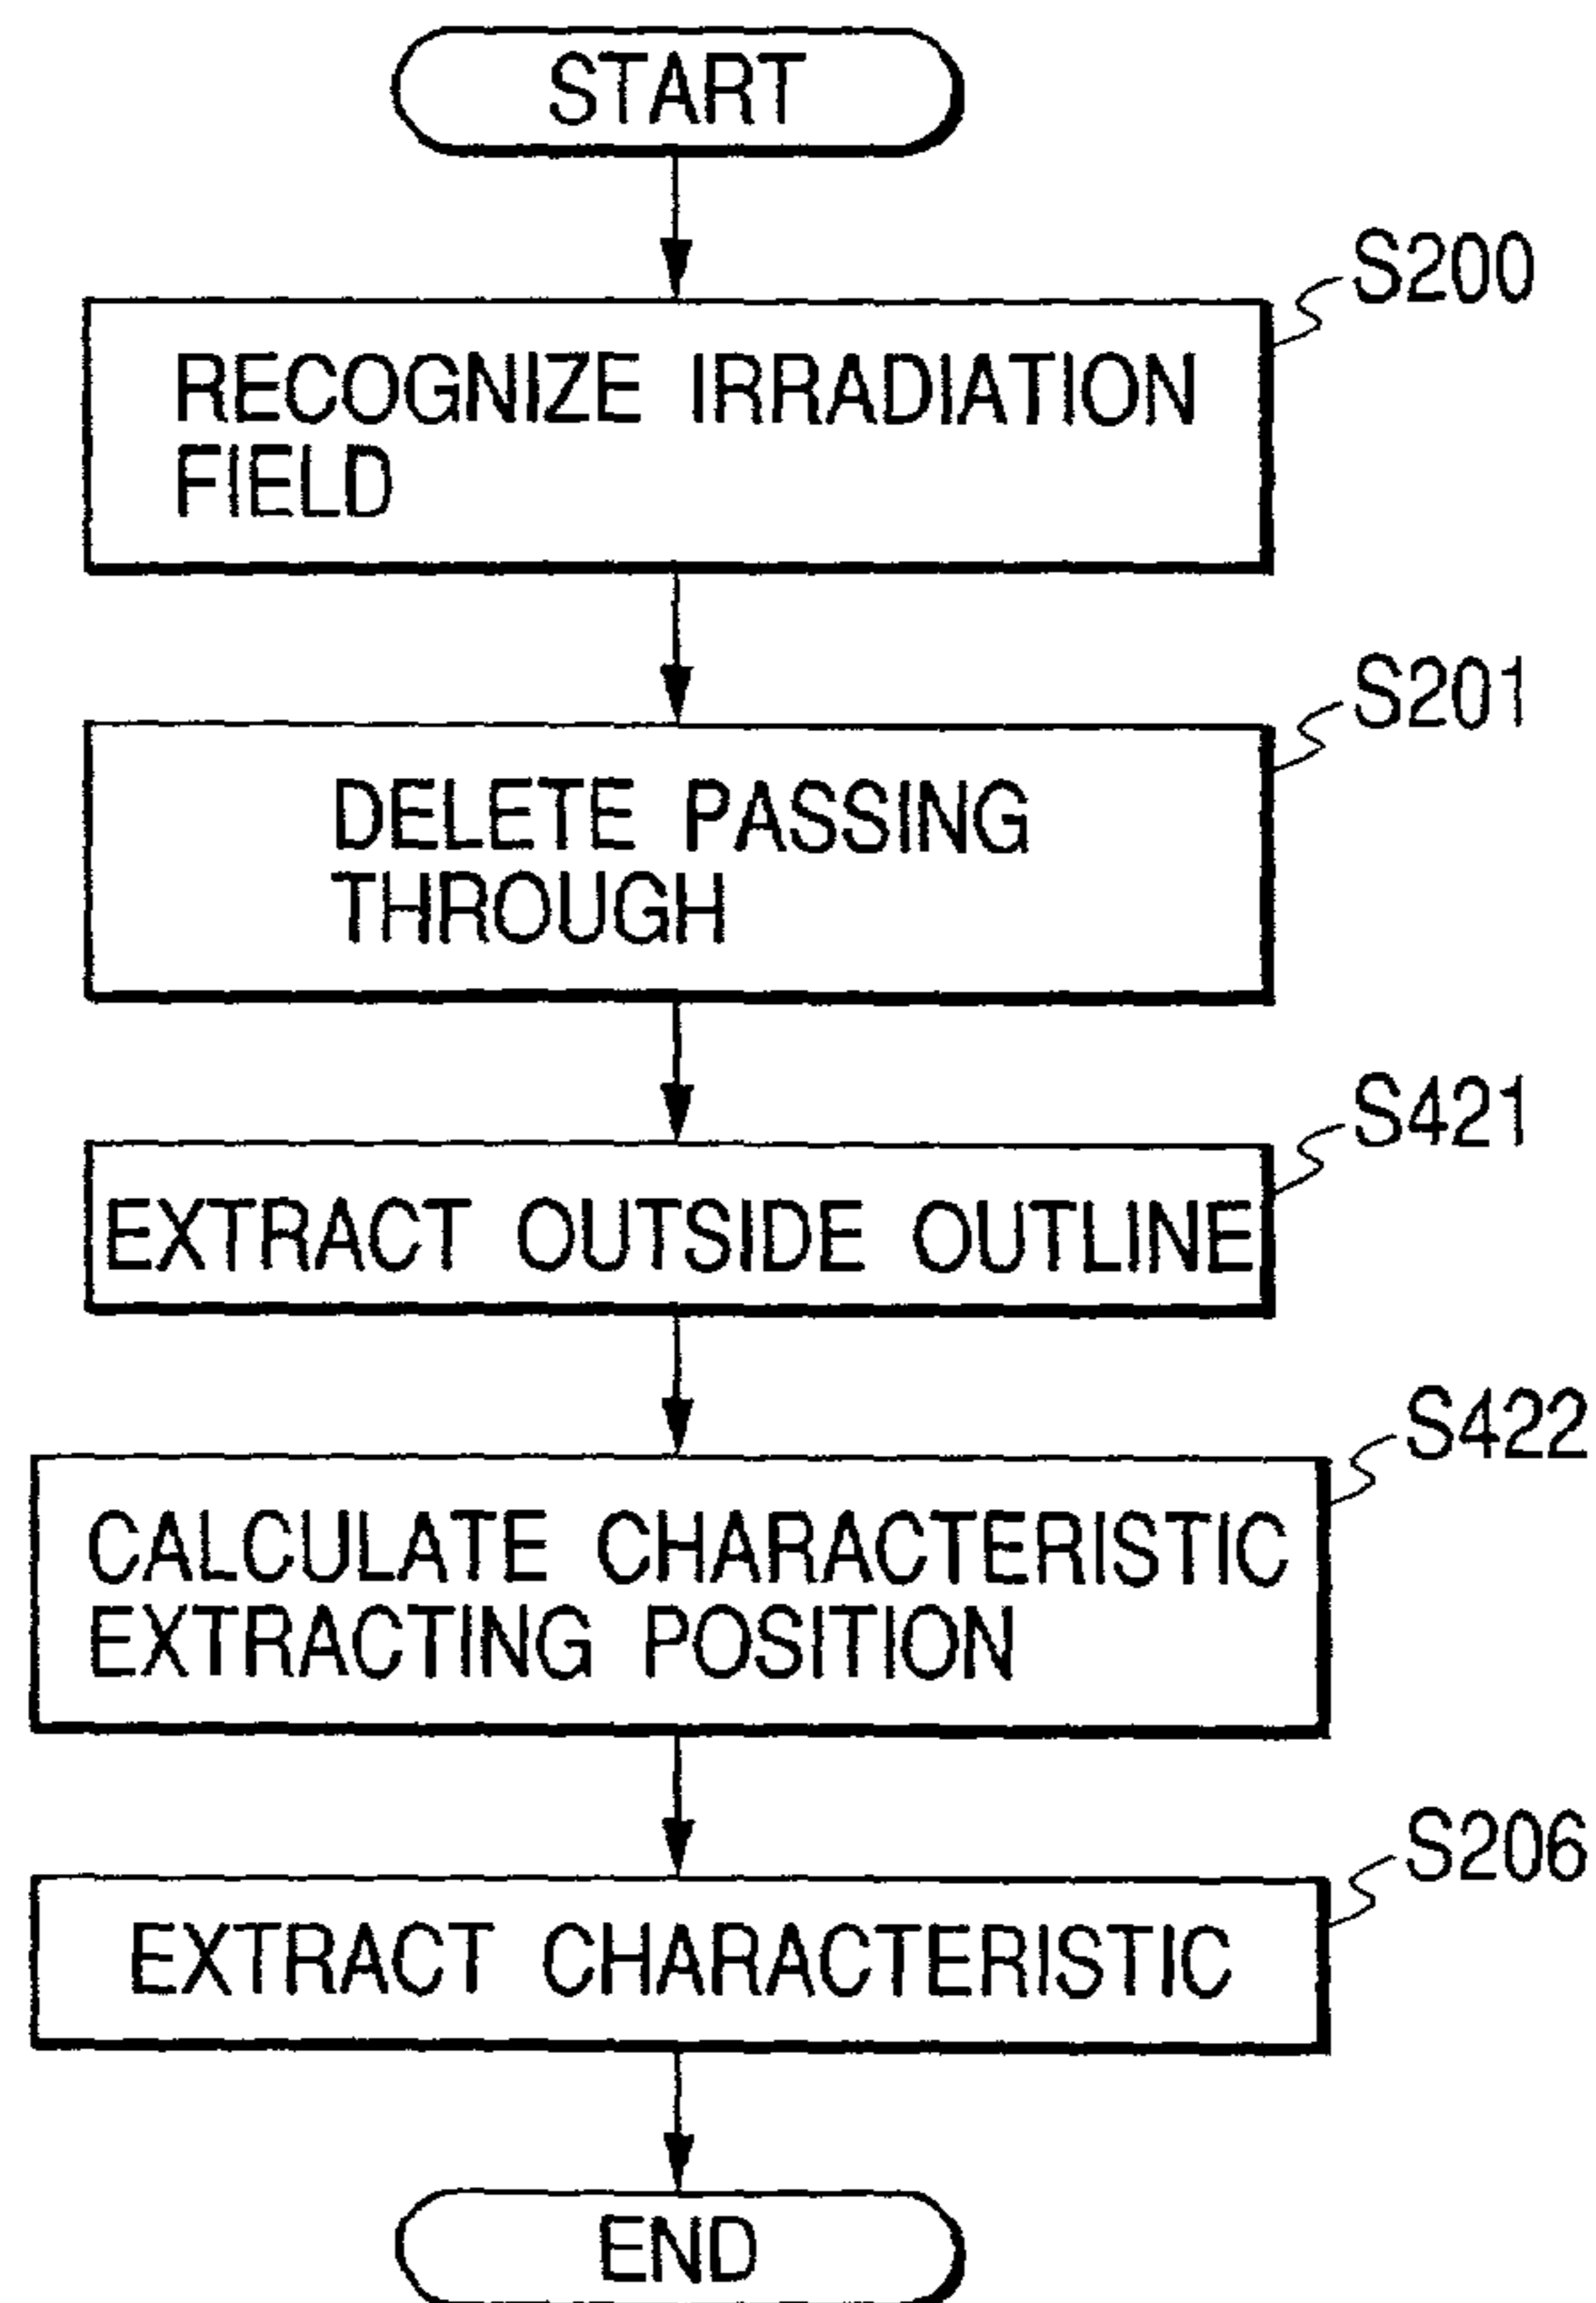 START
S200
RECOGNIZE IRRADIATION
FIELD
S201
DELETE PASSING
THROUGH
S421
EXTRACT OUTSIDE OUTLINE
S422
CALCULATE CHARACTERISTIC
EXTRACTING POSITION
S206
EXTRACT CHARACTERISTIC
END